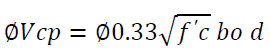 ∅Vcp = ∅0.33√f'c bo d